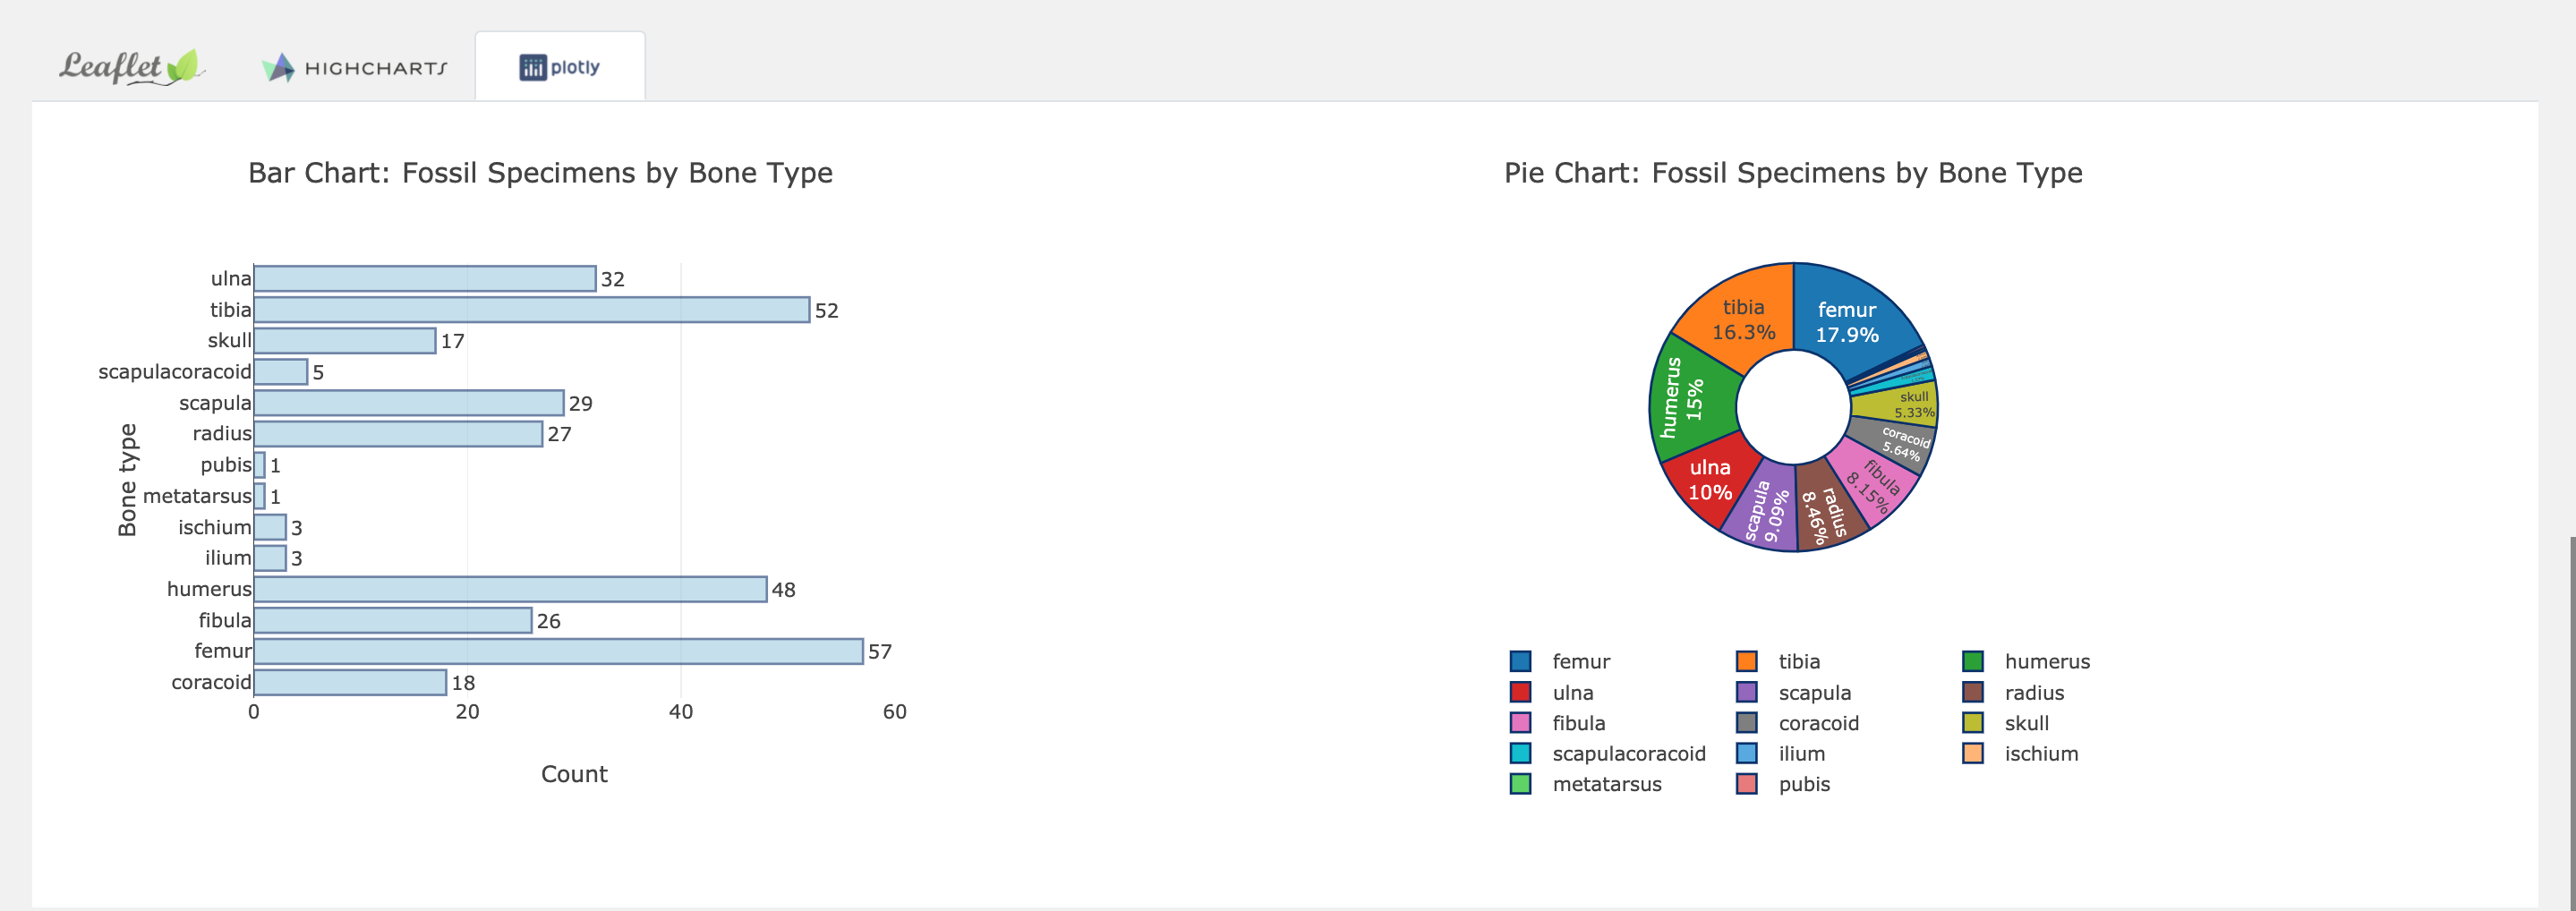 Leaflet
HIGHCHARTS
plotly
Bar Chart: Fossil Specimens by Bone Type
Bone type
ulna 32
tibia 52
skull 17
scapulacoracoid 5
scapula 29
radius 27
pubis 1
metatarsus 1
ischium 3
ilium 3
humerus 48
fibula 26
femur 57
coracoid 18
0 20 40 60
Count
Pie Chart: Fossil Specimens by Bone Type
femur
17.9%
tibia
16.3%
humerus
15%
ulna
10%
scapula
9.09%
radius
8.46%
fibula
8.15%
coracoid
5.64%
skull
5.33%
femur tibia humerus
ulna scapula radius
fibula coracoid skull
scapulacoracoid ilium ischium
metatarsus pubis